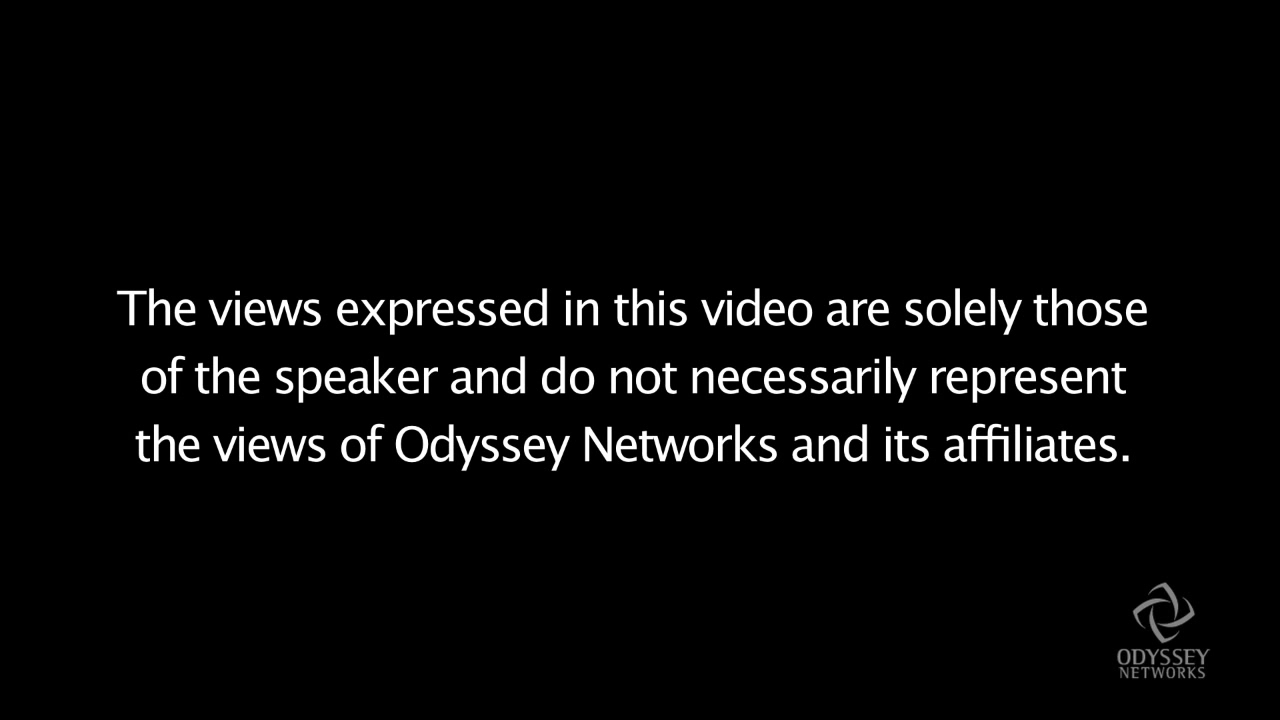 The views expressed in this video are solely those
of the speaker and do not necessarily represent
the views of Odyssey Networks and its affiliates.
ODYSSEY
NETWORKS